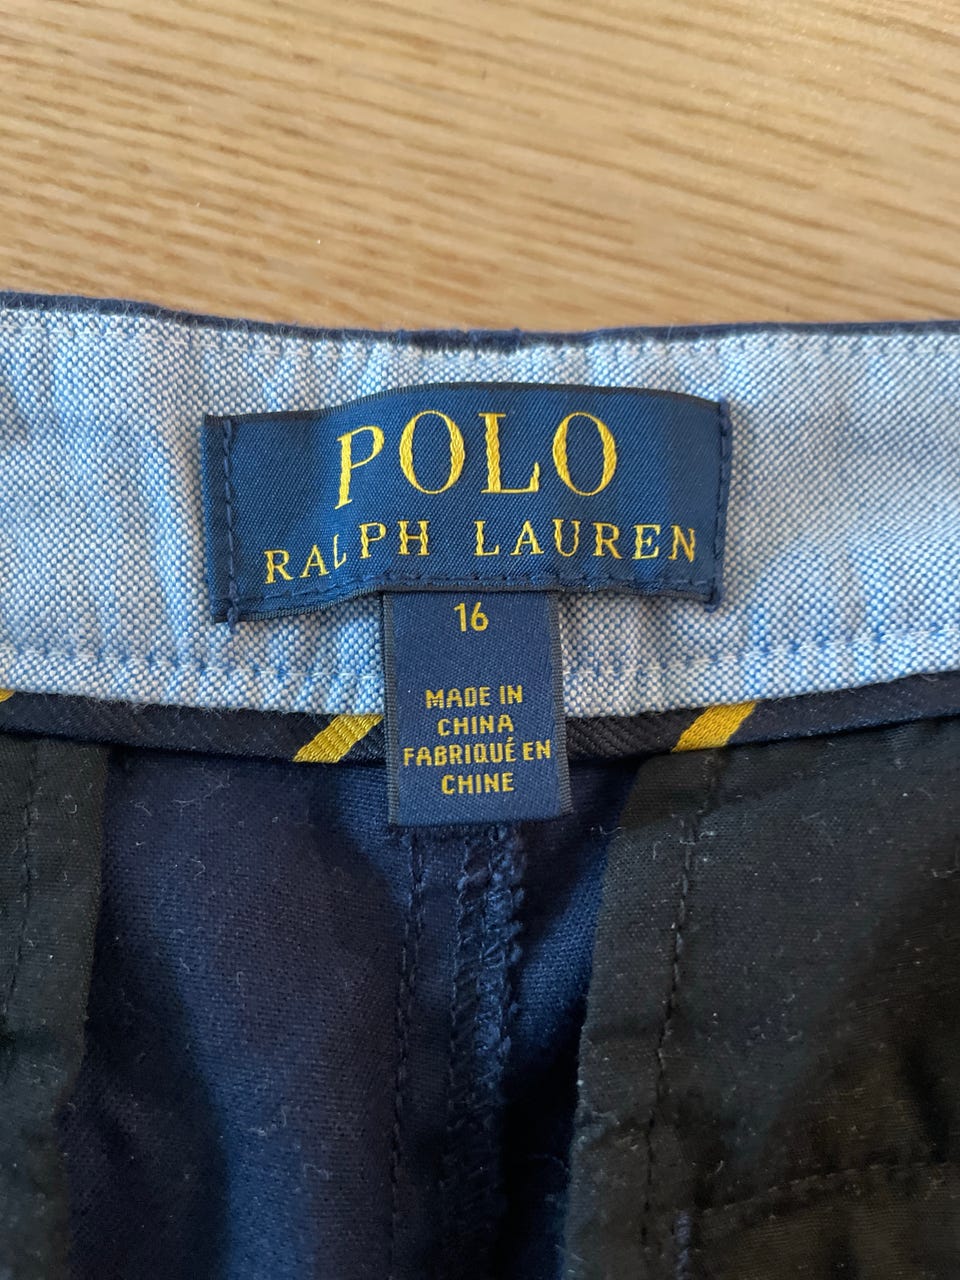 POLO
RALPH LAUREN
16
MADE IN
CHINA
FABRIQUÉ EN
CHINE